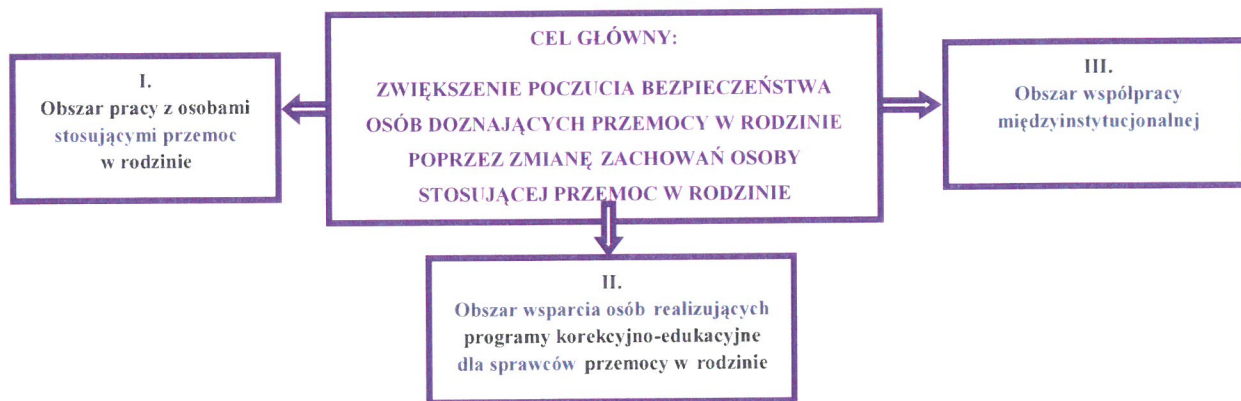 CEL GŁÓWNY:
ZWIĘKSZENIE POCZUCIA BEZPIECZEŃSTWA
OSÓB DOZNAJĄCYCH PRZEMOCY W RODZINIE
POPRZEZ ZMIANĘ ZACHOWAŃ OSOBY
STOSUJĄCEJ PRZEMOC W RODZINIE
I.
Obszar pracy z osobami
stosującymi przemoc
w rodzinie
II.
Obszar wsparcia osób realizujących
programy korekcyjno-edukacyjne
dla sprawców przemocy w rodzinie
III.
Obszar współpracy
międzyinstytucjonalnej